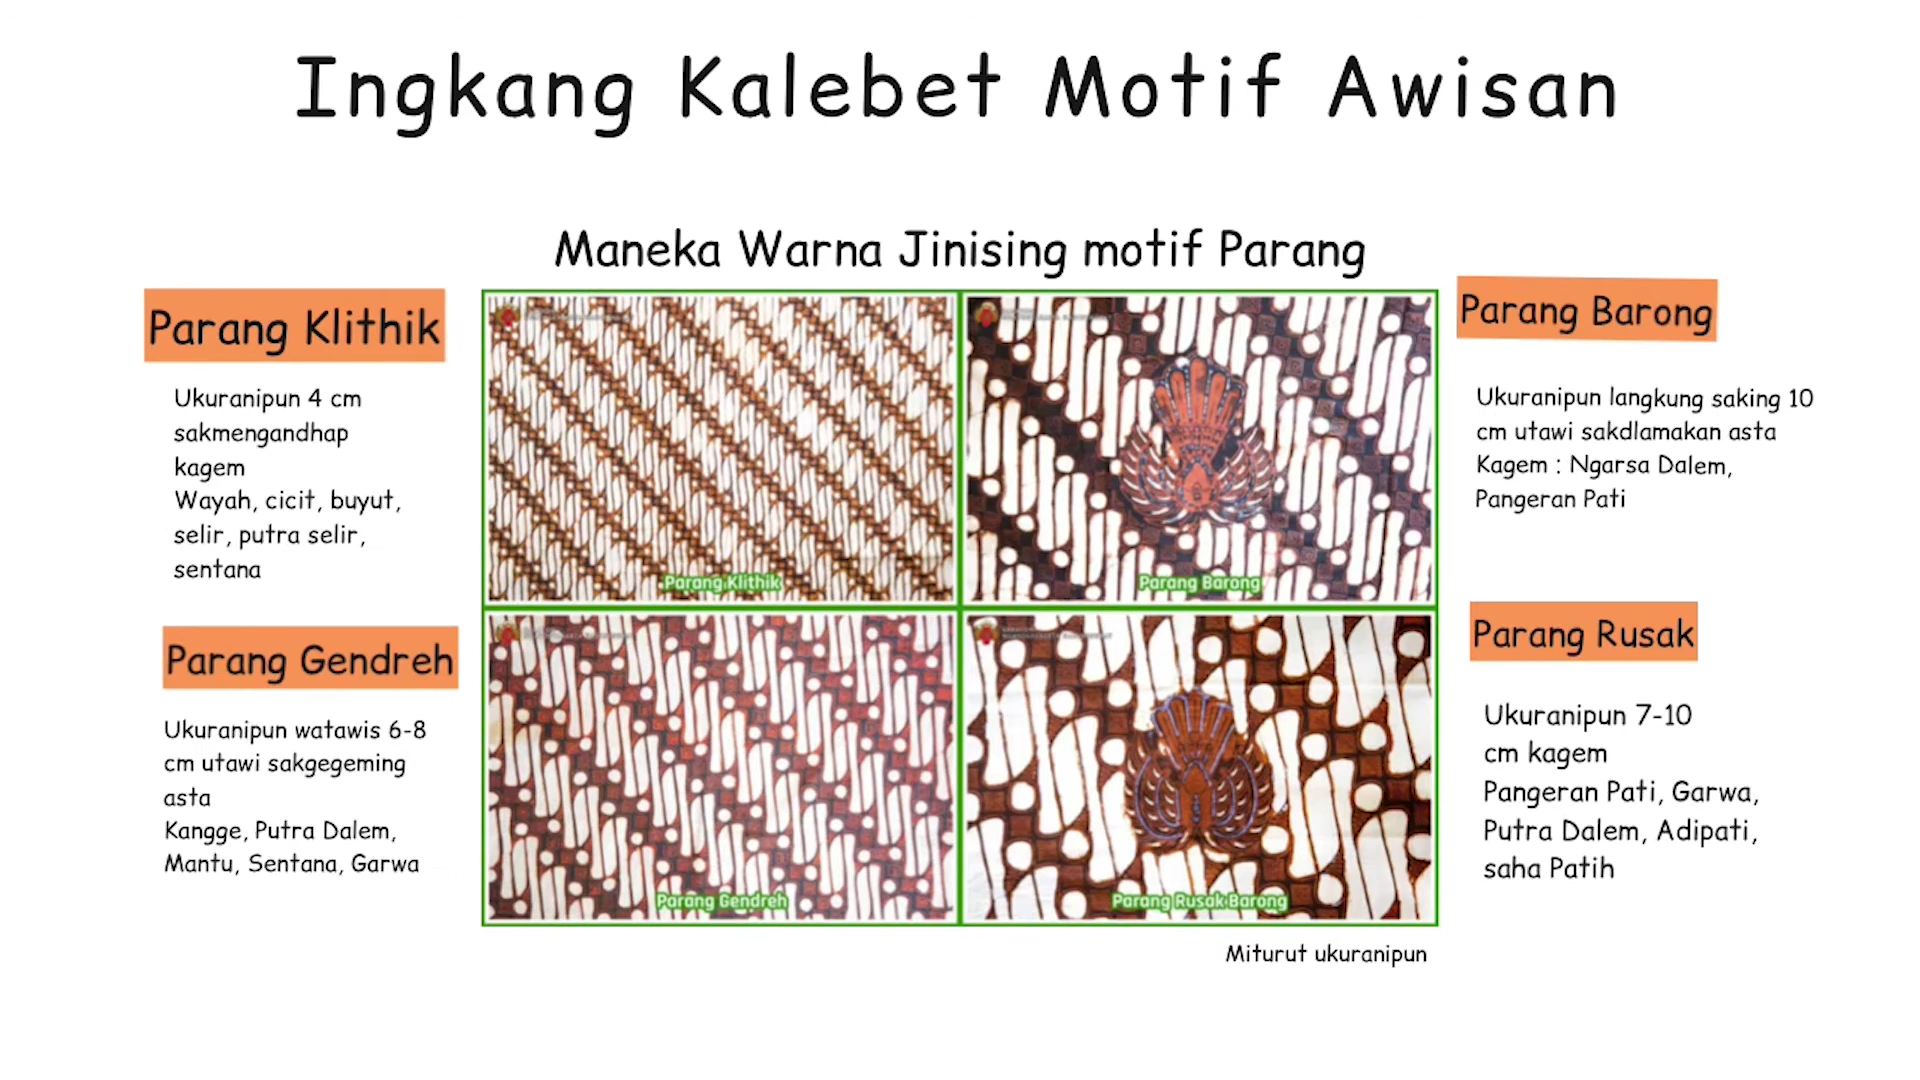 Ingkang Kalebet Motif Awisan
Maneka Warna Jinising motif Parang
Parang Klithik
Ukuranipun 4 cm
sakmengandhap
kagem
Wayah, cicit, buyut,
selir, putra selir,
sentana
Parang Gendreh
Ukuranipun watawis 6-8
cm utawi sakgegeming
asta
Kangge, Putra Dalem,
Mantu, Sentana, Garwa
Parang Klithik
Parang Barong
Parang Gendreh
Parang Rusak Barong
Miturut ukuranipun
Parang Barong
Ukuranipun langkung saking 10
cm utawi sakdlamakan asta
Kagem : Ngarsa Dalem,
Pangeran Pati
Parang Rusak
Ukuranipun 7-10
cm kagem
Pangeran Pati, Garwa,
Putra Dalem, Adipati,
saha Patih